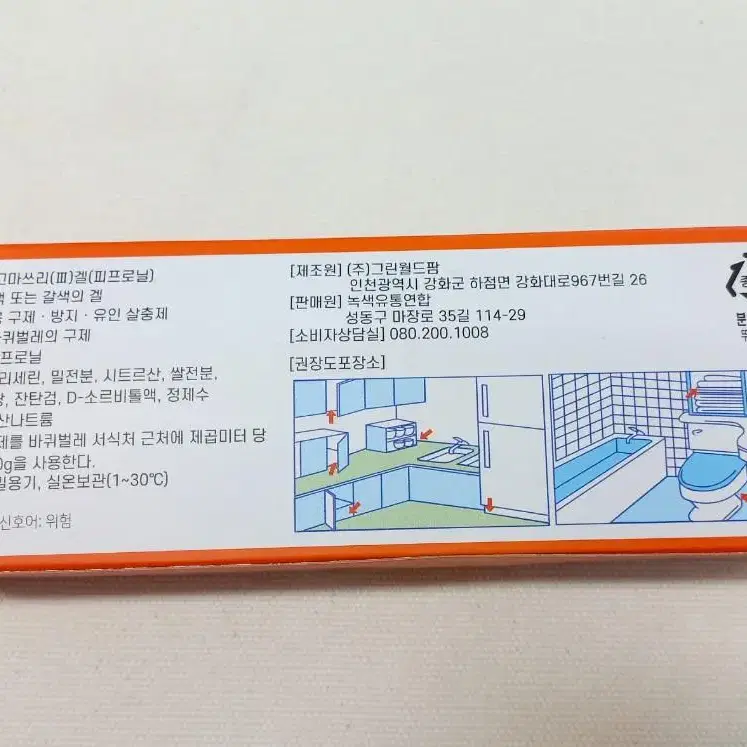 고마쓰리(Ⅲ)겔(피프로닐)
또는 갈색의 겔
구제 · 방지 · 유인 살충제
바퀴벌레의 구제
프로닐
리세린, 밀전분, 시트르산, 쌀전분,
잔탄검, D-소르비톨액, 정제수
산나트륨
제를 바퀴벌레 서식처 근처에 제곱미터 당
0g을 사용한다.
밀용기, 실온보관(1~30℃)
신호어: 위험
[제조원] (주)그린월드팜
인천광역시 강화군 하점면 강화대로967번길 26
[판매원] 녹색유통연합
성동구 마장로 35길 114-29
[소비자상담실] 080.200.1008
[권장도포장소]